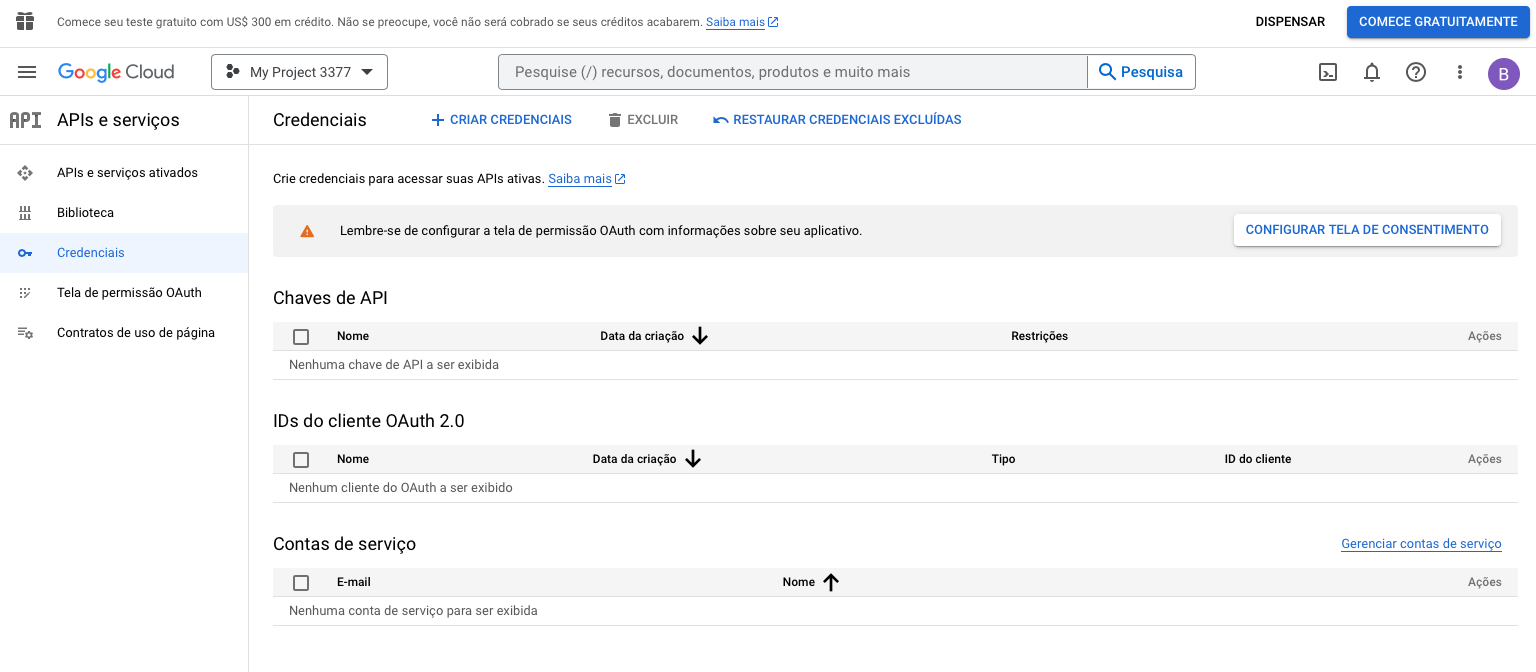 Comece seu teste gratuito com US$ 300 em crédito. Não se preocupe, você não será cobrado se seus créditos acabarem. Saiba mais
DISPENSAR
COMECE GRATUITAMENTE
Google Cloud
My Project 3377
Pesquise (/) recursos, documentos, produtos e muito mais
Pesquisa
B
API APIs e serviços
APIs e serviços ativados
Biblioteca
Credenciais
Tela de permissão OAuth
Contratos de uso de página
Credenciais
CRIAR CREDENCIAIS
EXCLUIR
RESTAURAR CREDENCIAIS EXCLUÍDAS
Crie credenciais para acessar suas APIs ativas. Saiba mais
Lembre-se de configurar a tela de permissão OAuth com informações sobre seu aplicativo.
CONFIGURAR TELA DE CONSENTIMENTO
Chaves de API
Nome Data da criação Restrições Ações
Nenhuma chave de API a ser exibida
IDs do cliente OAuth 2.0
Nome Data da criação Tipo ID do cliente Ações
Nenhum cliente do OAuth a ser exibido
Contas de serviço
Gerenciar contas de serviço
E-mail Nome Ações
Nenhuma conta de serviço para ser exibida